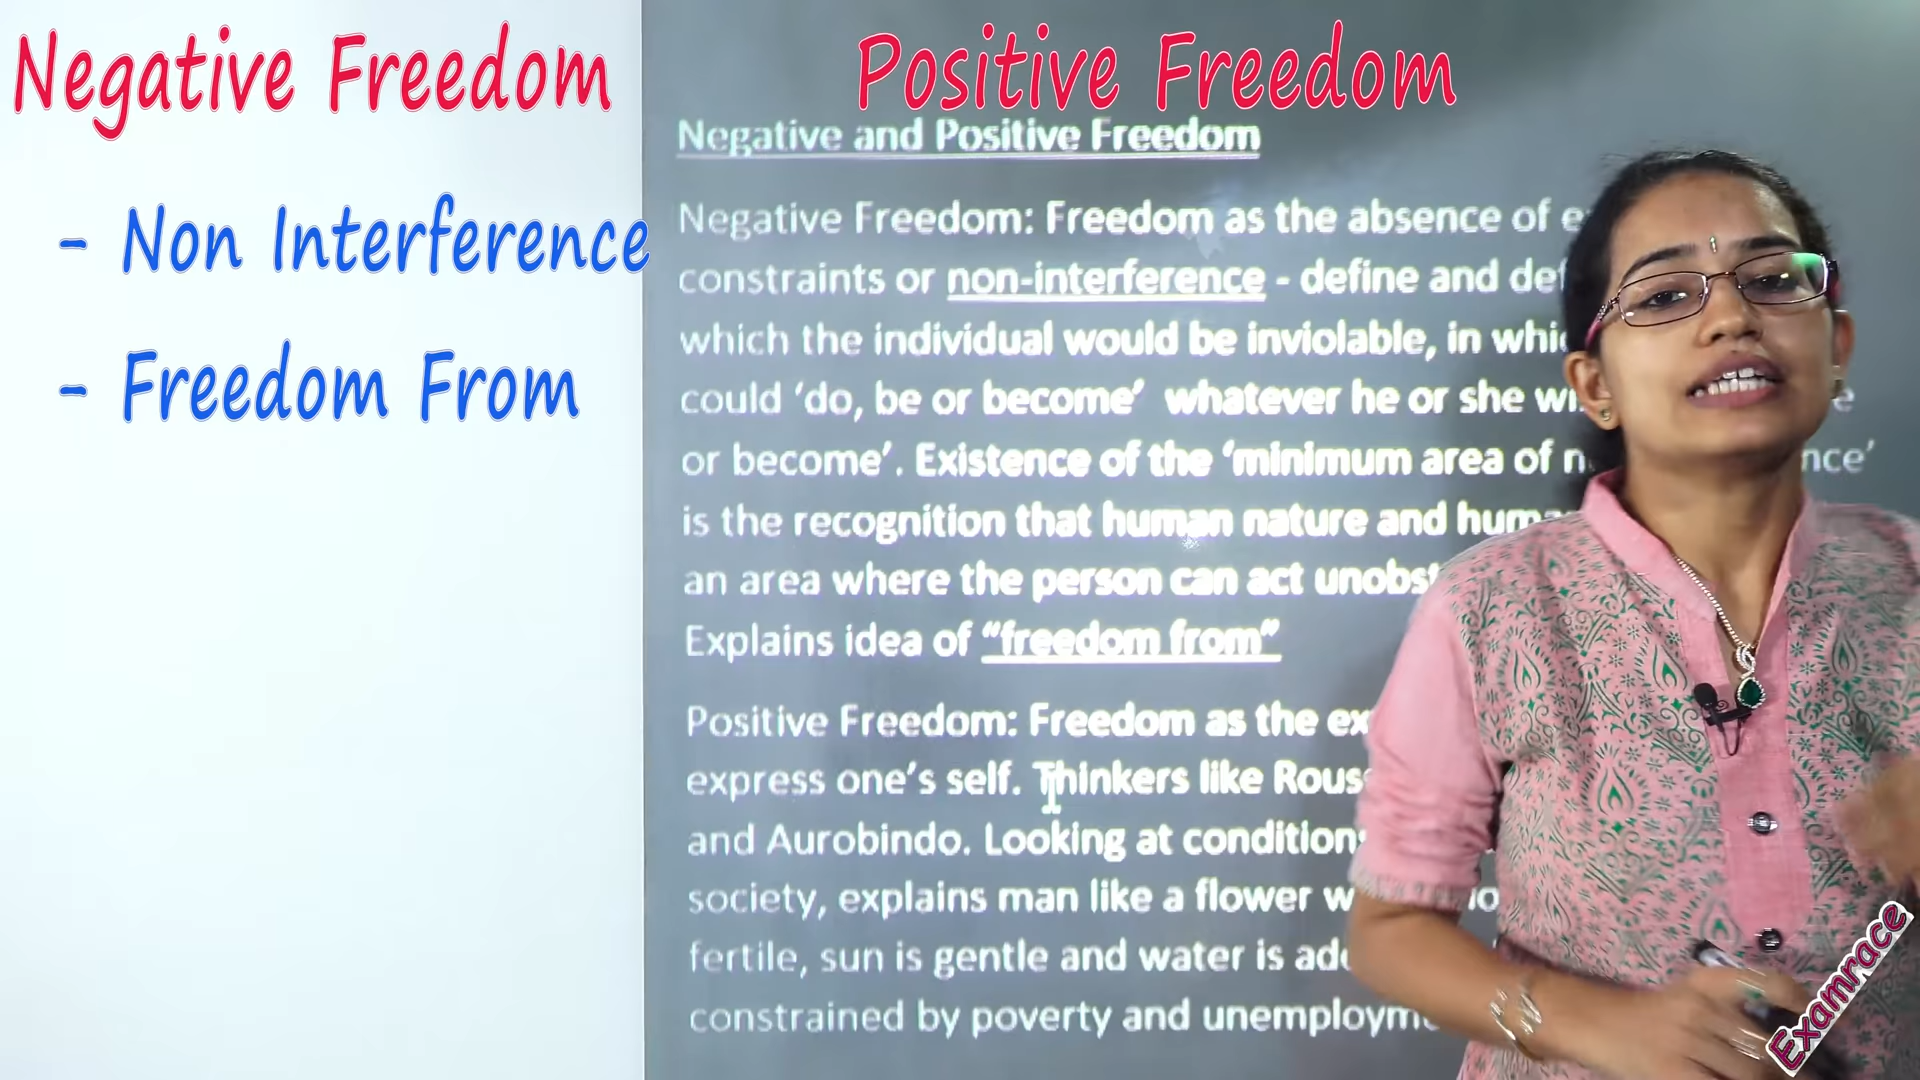 Negative Freedom
Positive Freedom
- Non Interference
- Freedom From
Negative and Positive Freedom
Negative Freedom: Freedom as the absence of
constraints or non-interference - define and
which the individual would be inviolable, in
could ‘do, be or become’ whatever he or she
or become’. Existence of the ‘minimum area of
is the recognition that human nature and
an area where the person can act
Explains idea of “freedom from”
Positive Freedom: Freedom as the
express one’s self. Thinkers like
and Aurobindo. Looking at
society, explains man like a flower
fertile, sun is gentle and water is
constrained by poverty and
Examrace